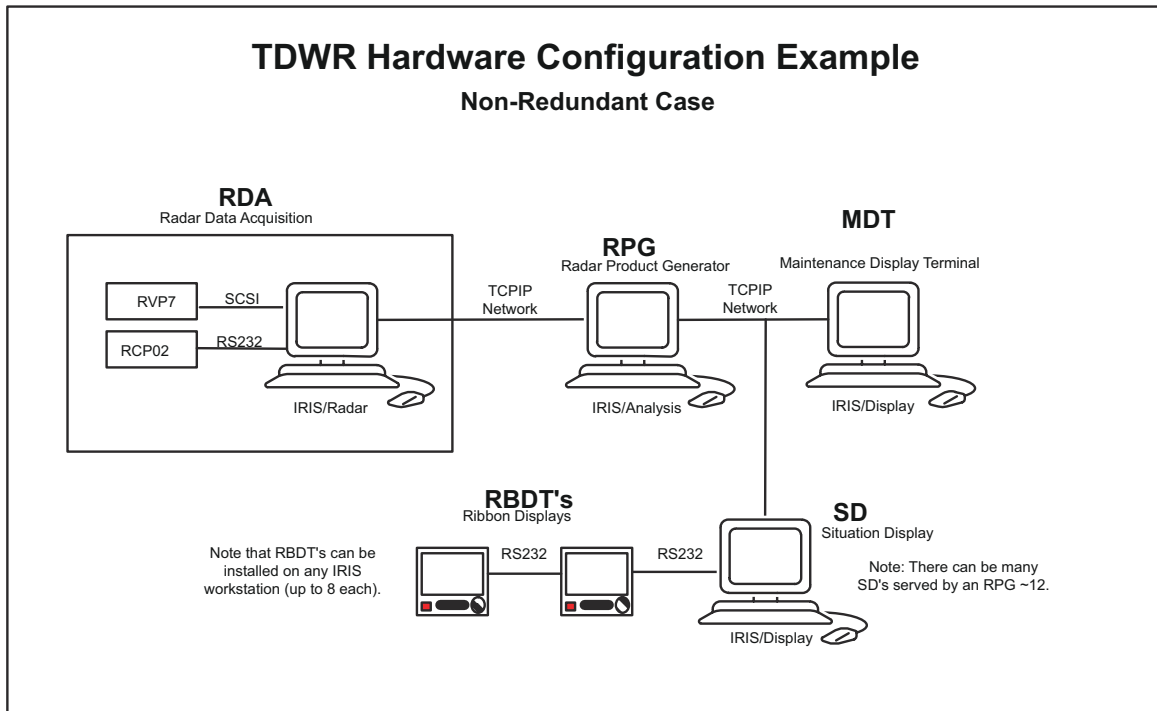 TDWR Hardware Configuration Example
Non-Redundant Case
RDA
Radar Data Acquisition
RVP7
SCSI
RCP02
RS232
IRIS/Radar
TCPIP
Network
RPG
Radar Product Generator
IRIS/Analysis
TCPIP
Network
MDT
Maintenance Display Terminal
IRIS/Display
RBDT's
Ribbon Displays
Note that RBDT's can be
installed on any IRIS
workstation (up to 8 each).
RS232
RS232
SD
Situation Display
Note: There can be many
SD's served by an RPG ~12.
IRIS/Display